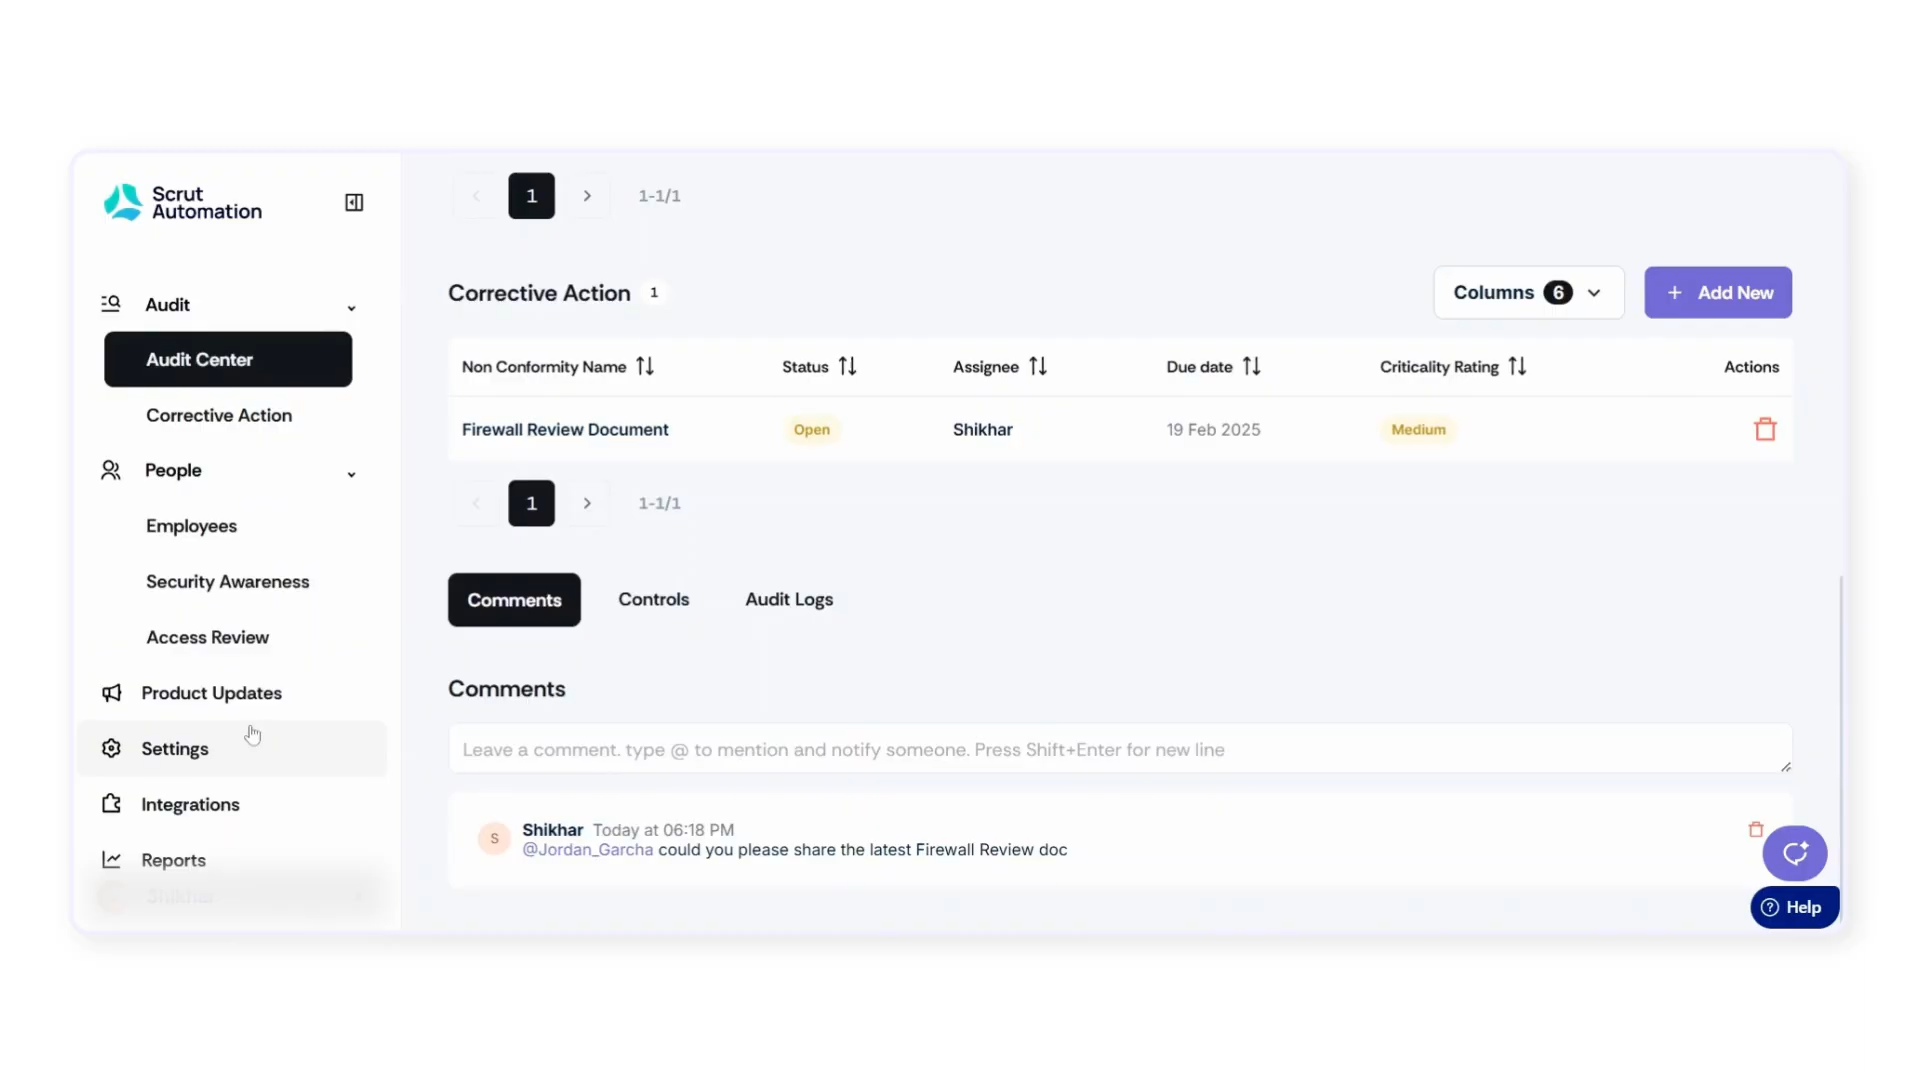 Scrut
Automation
Audit
Audit Center
Corrective Action
People
Employees
Security Awareness
Access Review
Product Updates
Settings
Integrations
Reports
Shikhar
1
1-1/1
Corrective Action 1
Columns 6
+ Add New
Non Conformity Name Status Assignee Due date Criticality Rating Actions
Firewall Review Document Open Shikhar 19 Feb 2025 Medium
1
1-1/1
Comments Controls Audit Logs
Comments
Leave a comment. type @ to mention and notify someone. Press Shift+Enter for new line
S
Shikhar Today at 06:18 PM
@Jordan_Garcha could you please share the latest Firewall Review doc
? Help